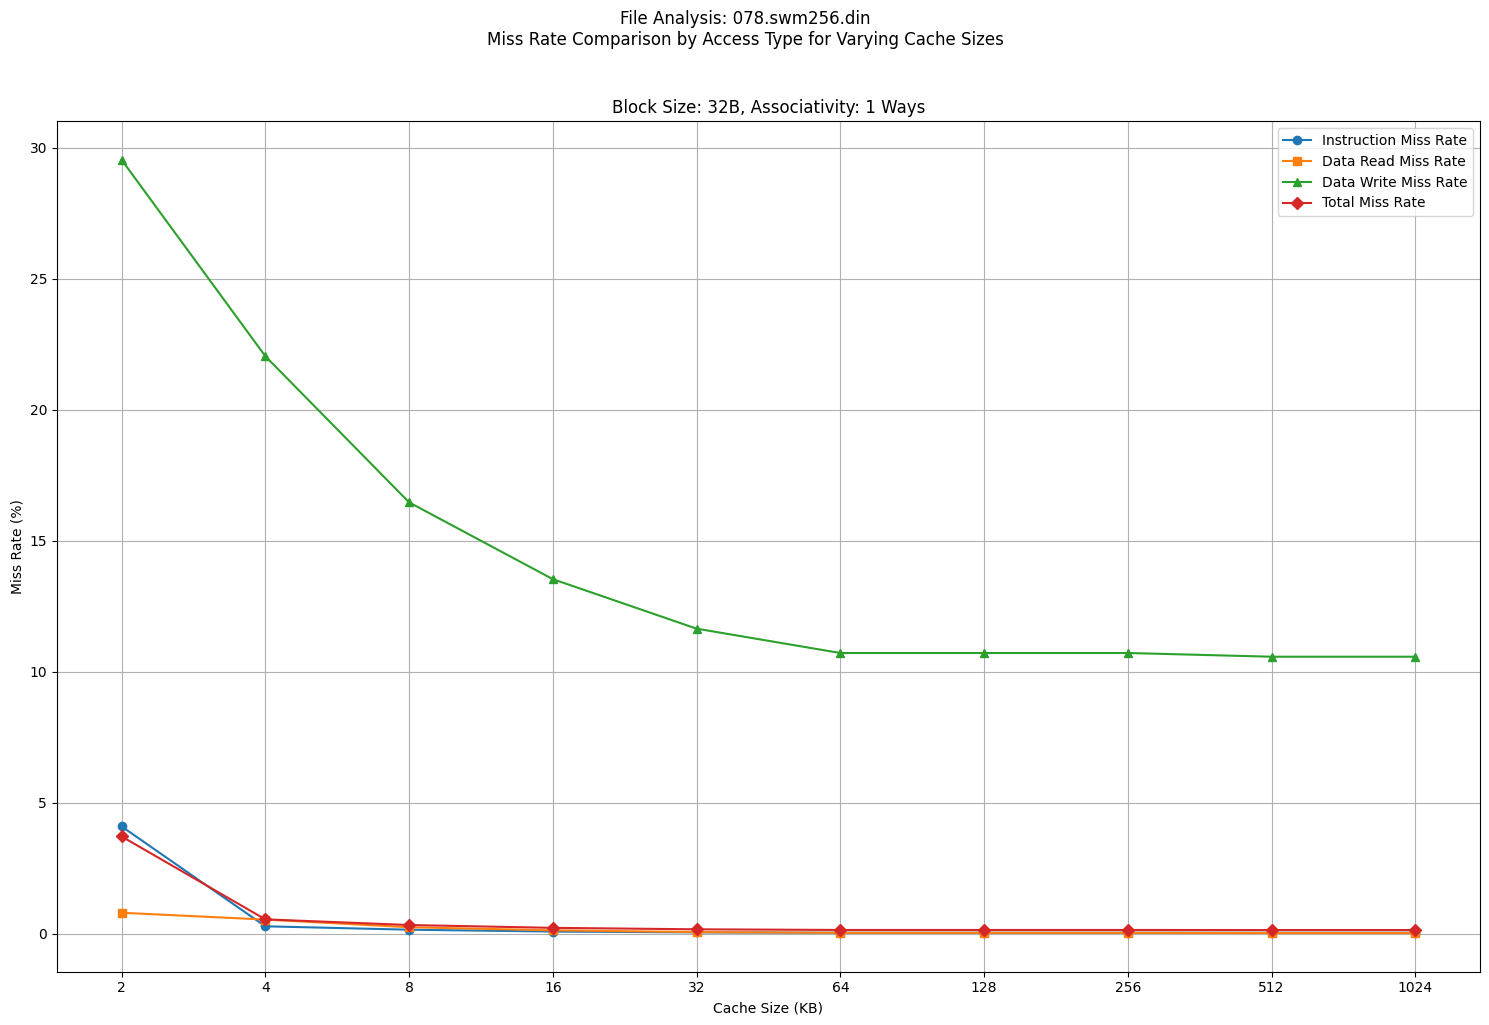 File Analysis: 078.swm256.din
Miss Rate Comparison by Access Type for Varying Cache Sizes
Block Size: 32B, Associativity: 1 Ways
Instruction Miss Rate
Data Read Miss Rate
Data Write Miss Rate
Total Miss Rate
Miss Rate (%)
30
25
20
15
10
5
0
2 4 8 16 32 64 128 256 512 1024
Cache Size (KB)